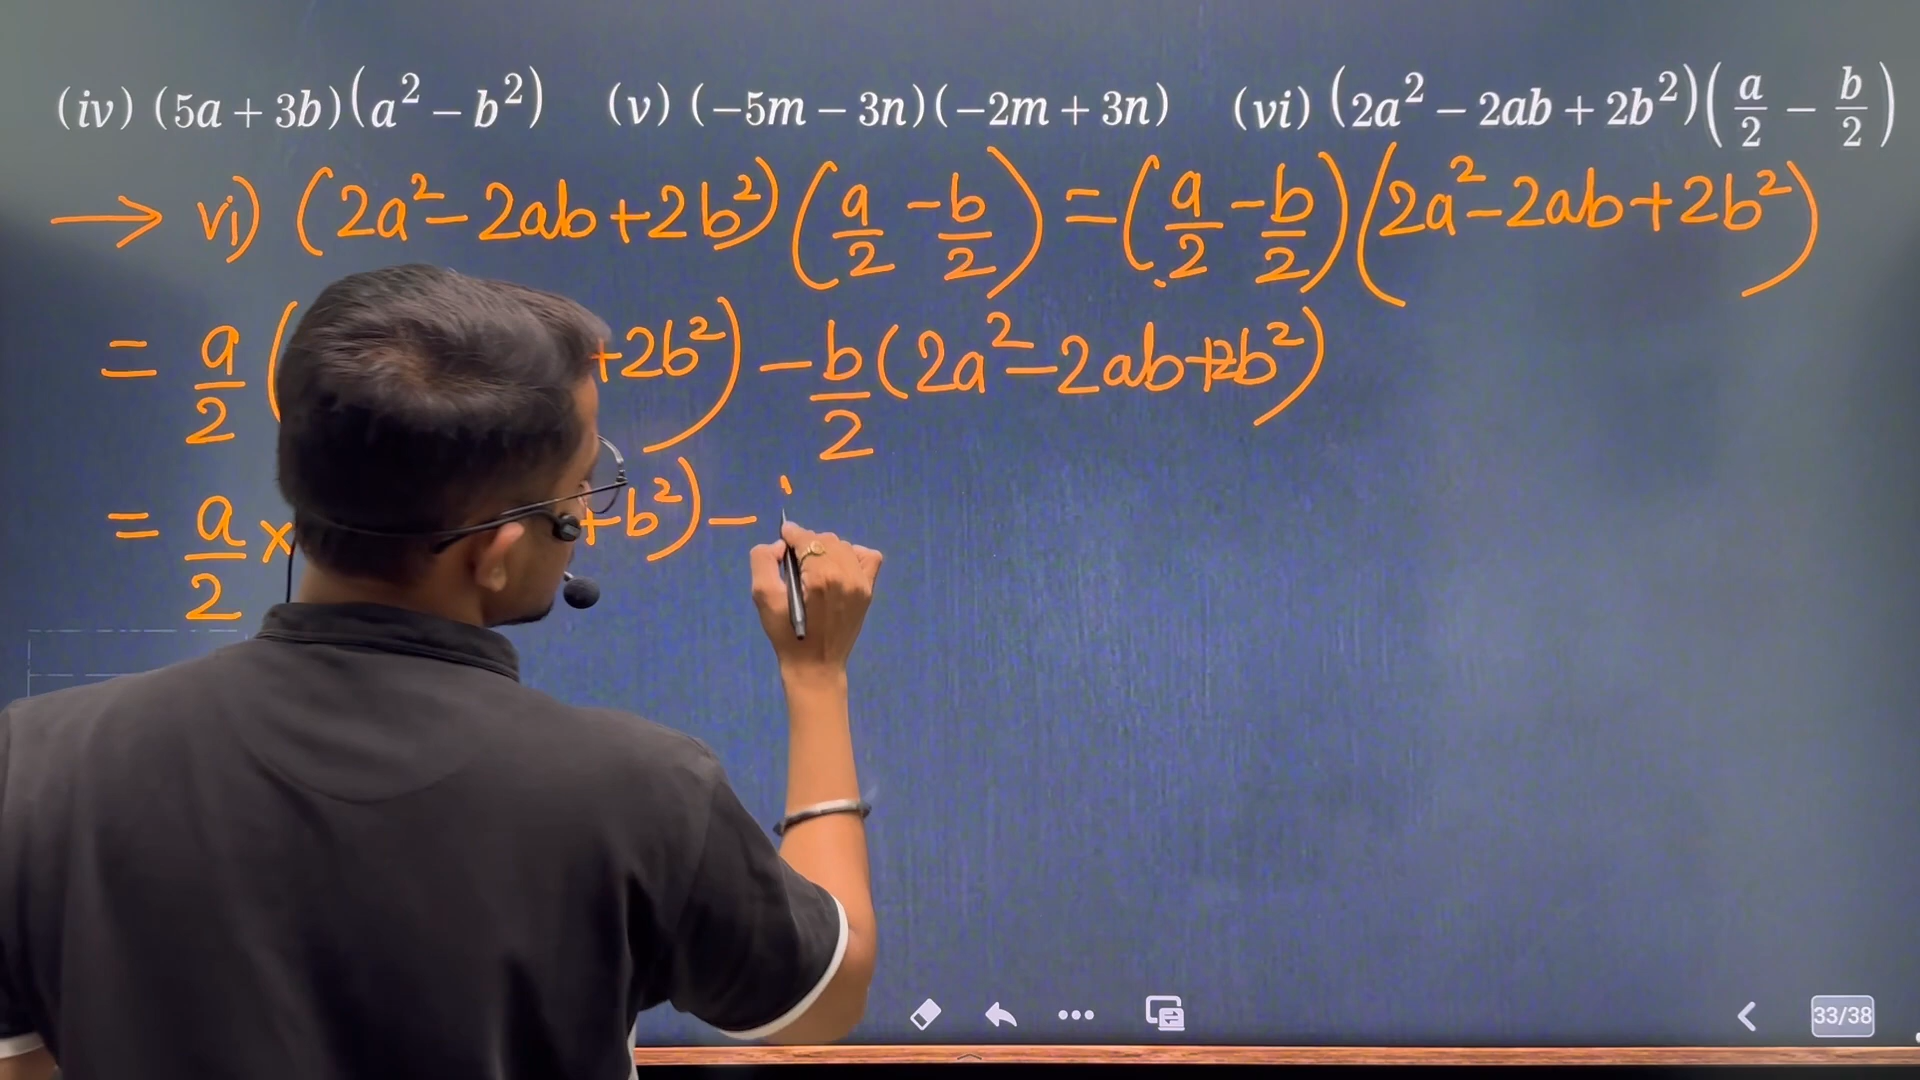 (iv) (5a + 3b)(a² − b²) (v) (−5m − 3n)(−2m + 3n) (vi) (2a² − 2ab + 2b²)(a/2 − b/2)
→ vi) (2a² − 2ab + 2b²)(a/2 − b/2) = (a/2 − b/2)(2a² − 2ab + 2b²)
= a/2 ( +2b²) − b/2 (2a² − 2ab + 2b²)
= a/2 × + b²) −
33/38